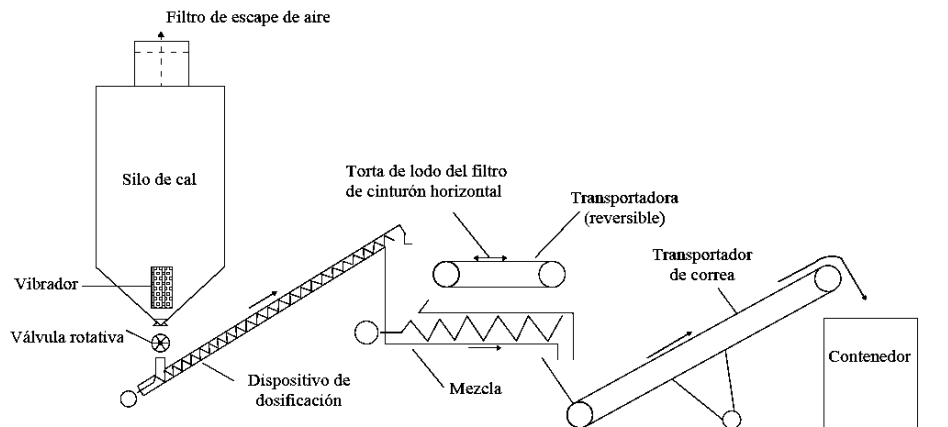 Filtro de escape de aire
Silo de cal
Torta de lodo del filtro
de cinturón horizontal
Transportadora
(reversible)
Transportador
de correa
Vibrador
Válvula rotativa
Dispositivo de
dosificación
Mezcla
Contenedor